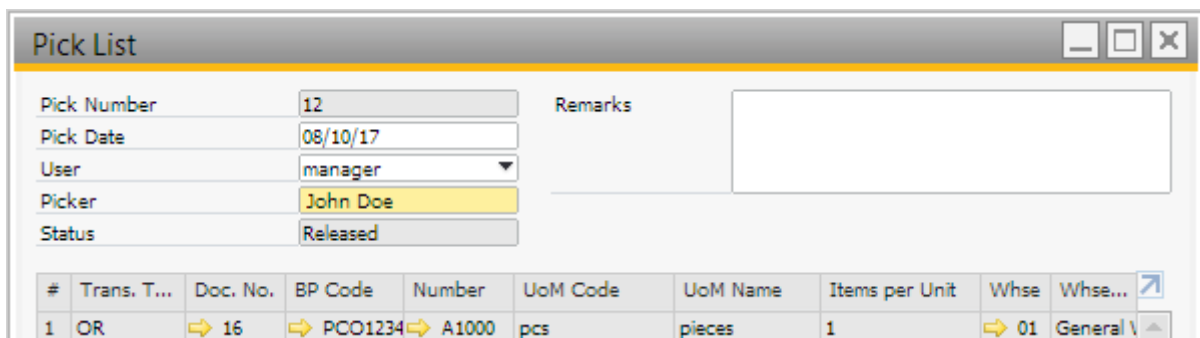 Pick List
Pick Number 12 Remarks
Pick Date 08/10/17
User manager
Picker John Doe
Status Released
# Trans. T... Doc. No. BP Code Number UoM Code UoM Name Items per Unit Whse Whse...
1 OR 16 PCO1234 A1000 pcs pieces 1 01 General